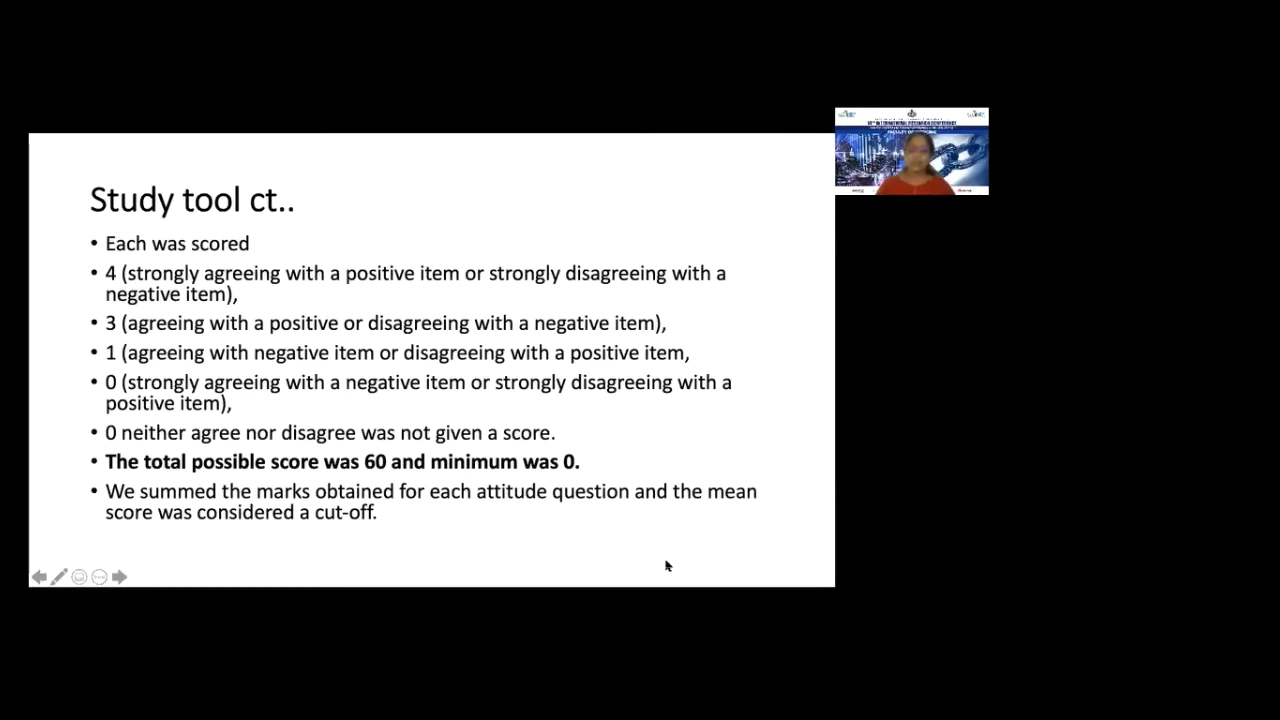 INTERNATIONAL RESEARCH CONFERENCE
Study tool ct..
• Each was scored
• 4 (strongly agreeing with a positive item or strongly disagreeing with a
negative item),
• 3 (agreeing with a positive or disagreeing with a negative item),
• 1 (agreeing with negative item or disagreeing with a positive item,
• 0 (strongly agreeing with a negative item or strongly disagreeing with a
positive item),
• 0 neither agree nor disagree was not given a score.
• The total possible score was 60 and minimum was 0.
• We summed the marks obtained for each attitude question and the mean
score was considered a cut-off.